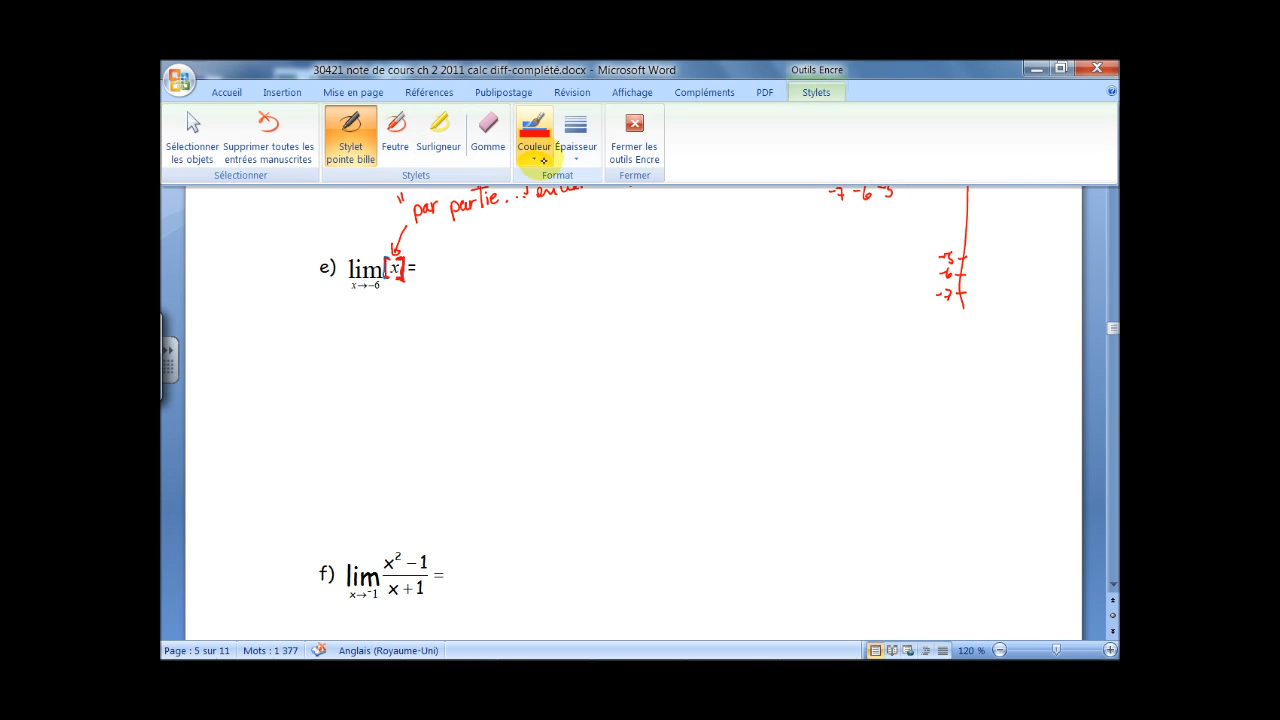 30421 note de cours ch 2 2011 calc diff-complété.docx - Microsoft Word Outils Encre
Accueil Insertion Mise en page Références Publipostage Révision Affichage Compléments PDF Stylets
Sélectionner les objets
Supprimer toutes les entrées manuscrites
Stylet pointe bille
Feutre
Surligneur
Gomme
Couleur
Épaisseur
Fermer les outils Encre
Sélectionner Stylets Format Fermer
" par partie...
-7 -6 -5
e) lim [x] =
x→-6
-5
-6
-7
f) lim (x² - 1)/(x + 1) =
x→-1
Page : 5 sur 11 Mots : 1 377 Anglais (Royaume-Uni) 120 %